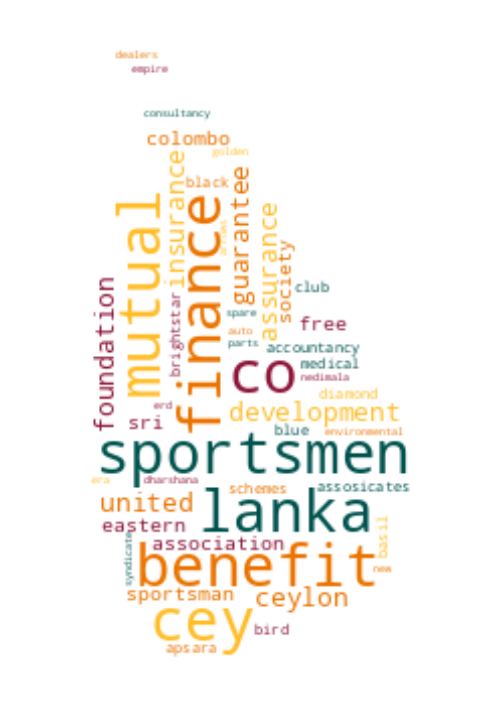 dealers
empire
consultancy
colombo
golden
black
insurance
mutual
finance
guarantee
assurance
society
foundation
brightstar
club
spare
free
auto
parts
accountancy
co
medical
nedimala
diamond
erd
development
sri
blue
environmental
sportsmen
era
dharshana
schemes
assosicates
united
lanka
eastern
association
syndicate
basil
benefit
new
sportsman
ceylon
cey
bird
apsara